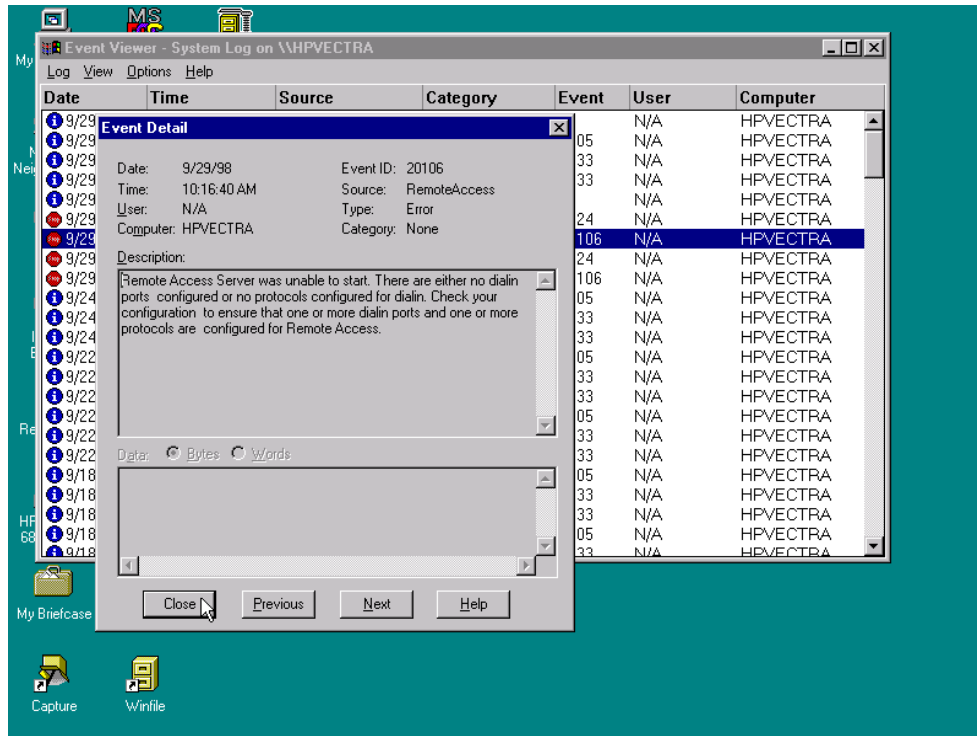 MS
My
Event Viewer - System Log on \\HPVECTRA
Log View Options Help
Date Time Source Category Event User Computer
9/29 N/A HPVECTRA
9/29 05 N/A HPVECTRA
9/29 33 N/A HPVECTRA
9/29 33 N/A HPVECTRA
9/29 N/A HPVECTRA
9/29 24 N/A HPVECTRA
9/29 106 N/A HPVECTRA
9/29 24 N/A HPVECTRA
9/29 106 N/A HPVECTRA
9/24 05 N/A HPVECTRA
9/24 33 N/A HPVECTRA
9/24 33 N/A HPVECTRA
9/22 05 N/A HPVECTRA
9/22 33 N/A HPVECTRA
9/22 33 N/A HPVECTRA
9/22 05 N/A HPVECTRA
9/22 33 N/A HPVECTRA
9/22 33 N/A HPVECTRA
9/18 05 N/A HPVECTRA
9/18 33 N/A HPVECTRA
9/18 33 N/A HPVECTRA
9/18 05 N/A HPVECTRA
9/18 33 N/A HPVECTRA
Event Detail
Date: 9/29/98 Event ID: 20106
Time: 10:16:40 AM Source: RemoteAccess
User: N/A Type: Error
Computer: HPVECTRA Category: None
Description:
Remote Access Server was unable to start. There are either no dialin
ports configured or no protocols configured for dialin. Check your
configuration to ensure that one or more dialin ports and one or more
protocols are configured for Remote Access.
Data: Bytes Words
Close Previous Next Help
Nei
Re
HP
68
My Briefcase
Capture
Winfile